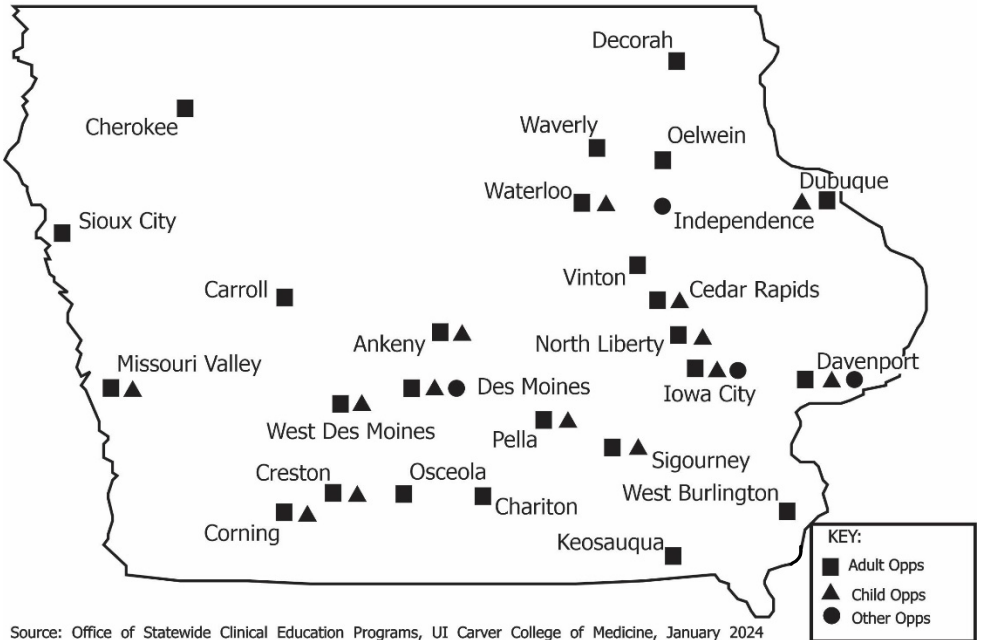 Decorah
Cherokee
Waverly
Oelwein
Dubuque
Waterloo
Independence
Sioux City
Vinton
Carroll
Cedar Rapids
Ankeny
North Liberty
Missouri Valley
Davenport
Des Moines
Iowa City
West Des Moines
Pella
Sigourney
Creston
Osceola
West Burlington
Chariton
Corning
Keosauqua
KEY:
Adult Opps
Child Opps
Other Opps
Source: Office of Statewide Clinical Education Programs, UI Carver College of Medicine, January 2024